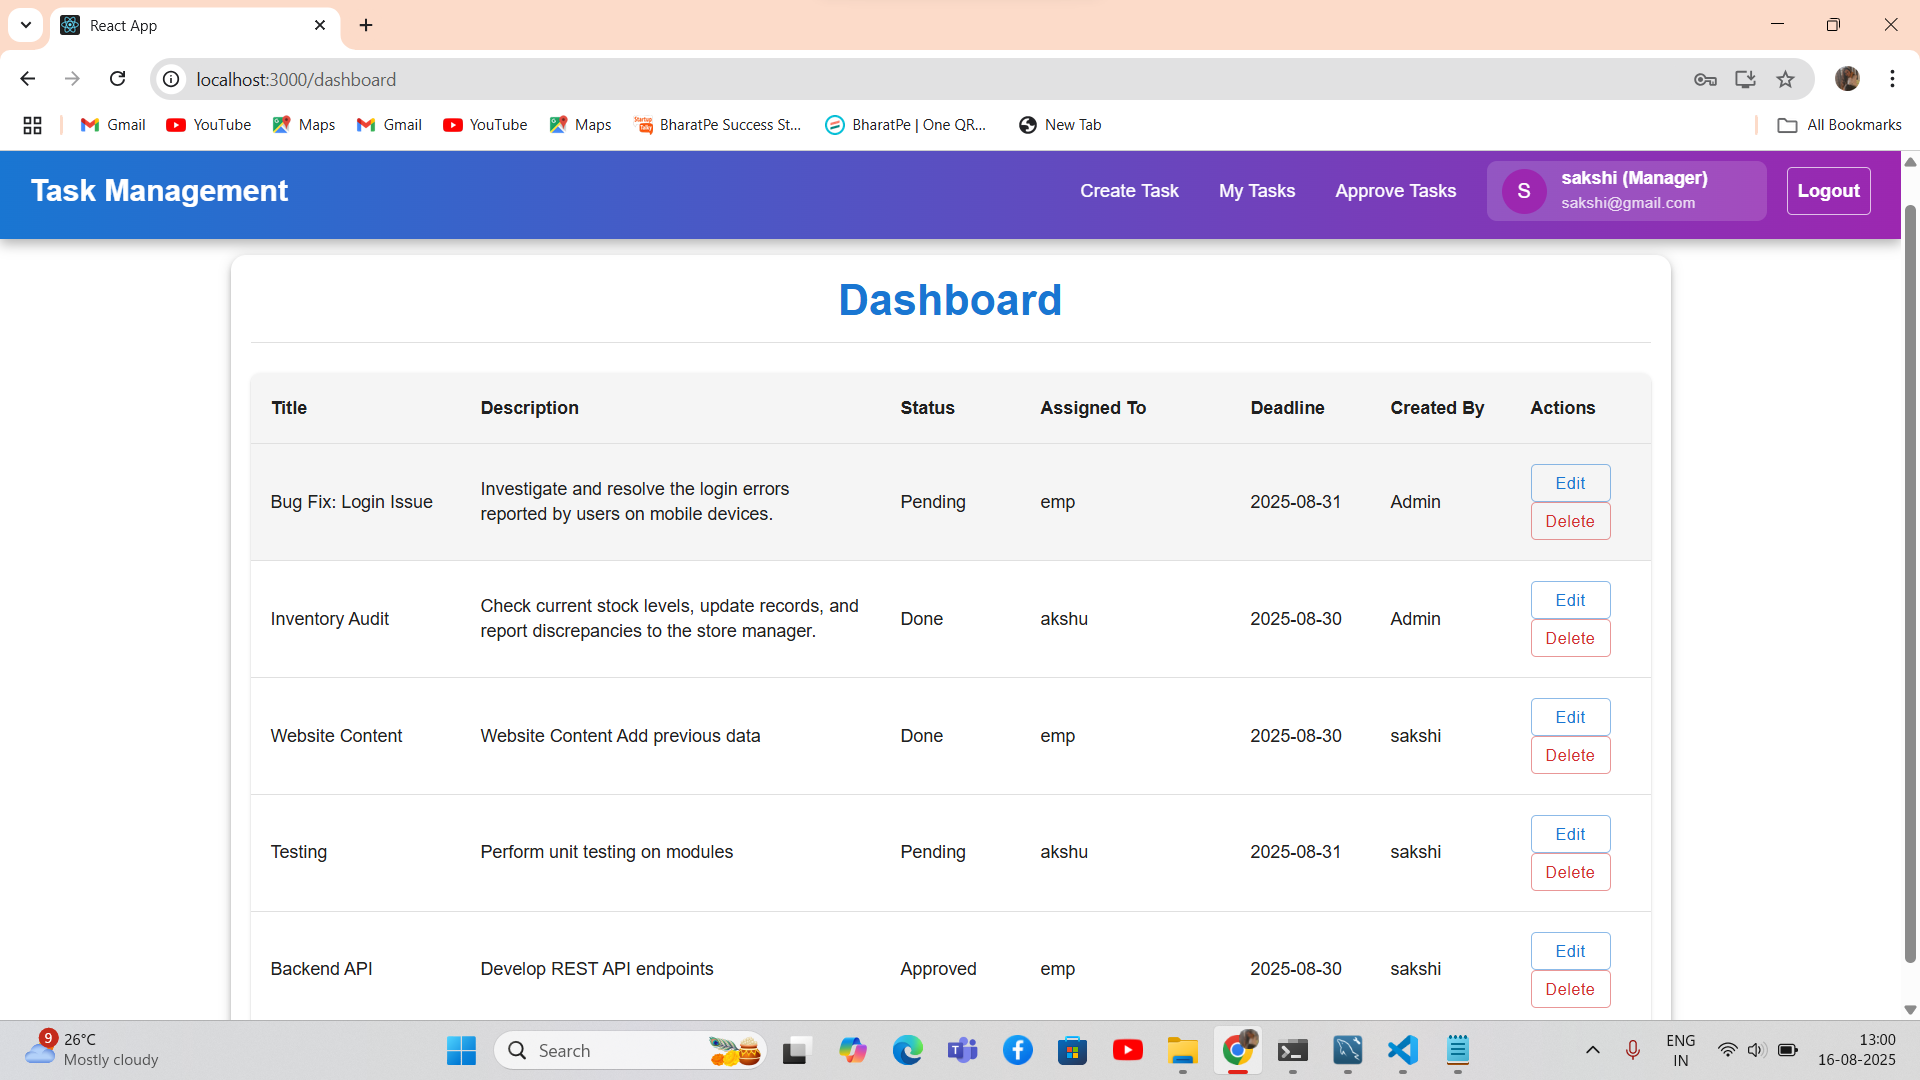 React App
localhost:3000/dashboard
Gmail
YouTube
Maps
Gmail
YouTube
Maps
Startup Talky
BharatPe Success St...
BharatPe | One QR...
New Tab
All Bookmarks
Task Management
Create Task
My Tasks
Approve Tasks
S
sakshi (Manager)
sakshi@gmail.com
Logout
Dashboard
Title Description Status Assigned To Deadline Created By Actions
Bug Fix: Login Issue
Investigate and resolve the login errors
reported by users on mobile devices.
Pending
emp
2025-08-31
Admin
Edit
Delete
Inventory Audit
Check current stock levels, update records, and
report discrepancies to the store manager.
Done
akshu
2025-08-30
Admin
Edit
Delete
Website Content
Website Content Add previous data
Done
emp
2025-08-30
sakshi
Edit
Delete
Testing
Perform unit testing on modules
Pending
akshu
2025-08-31
sakshi
Edit
Delete
Backend API
Develop REST API endpoints
Approved
emp
2025-08-30
sakshi
Edit
Delete
9
26°C
Mostly cloudy
Search
ENG
IN
13:00
16-08-2025